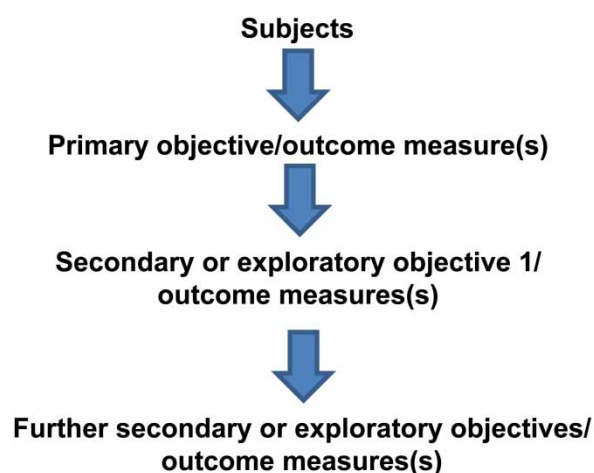 Subjects
Primary objective/outcome measure(s)
Secondary or exploratory objective 1/
outcome measures(s)
Further secondary or exploratory objectives/
outcome measures(s)